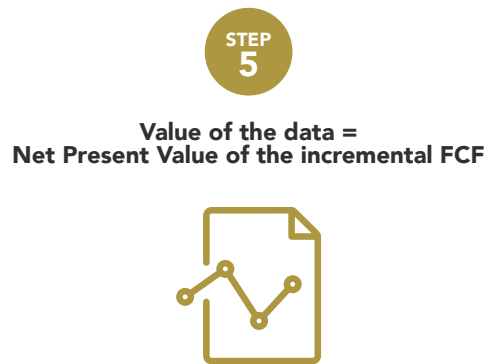 STEP
5
Value of the data =
Net Present Value of the incremental FCF